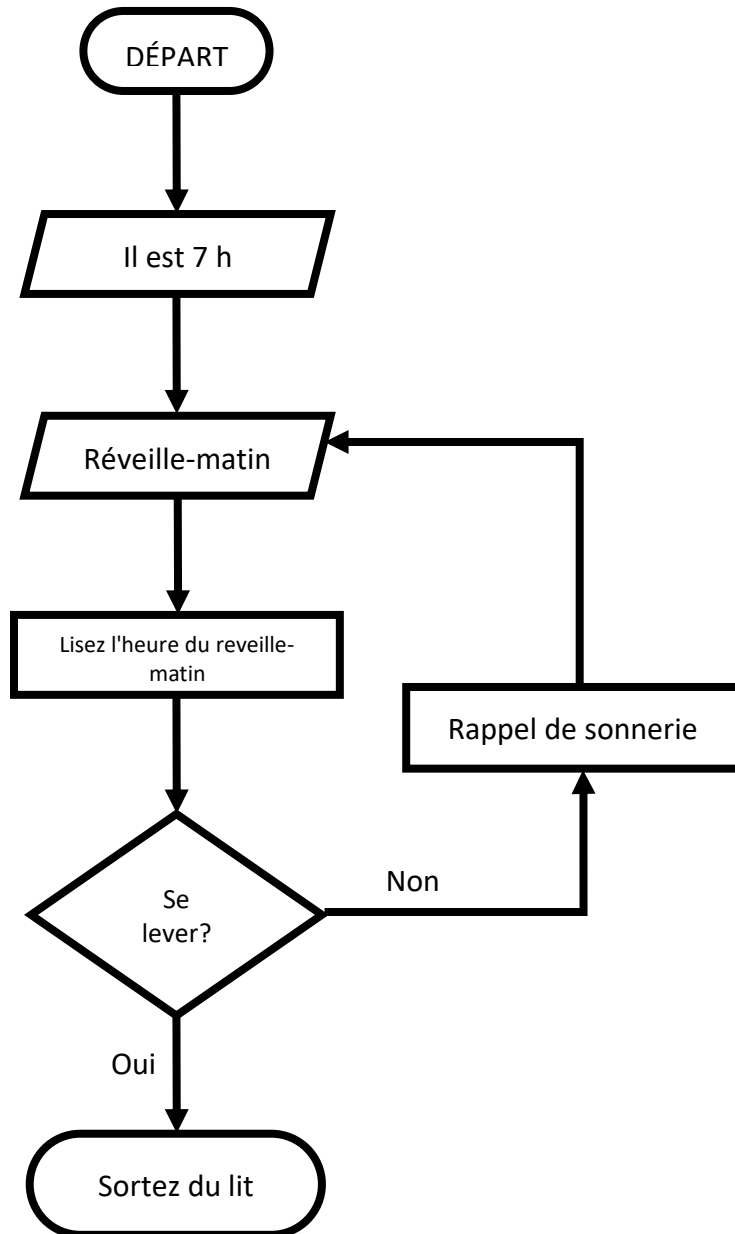 DÉPART
Il est 7 h
Réveille-matin
Lisez l'heure du reveille-
matin
Rappel de sonnerie
Se
lever?
Non
Oui
Sortez du lit